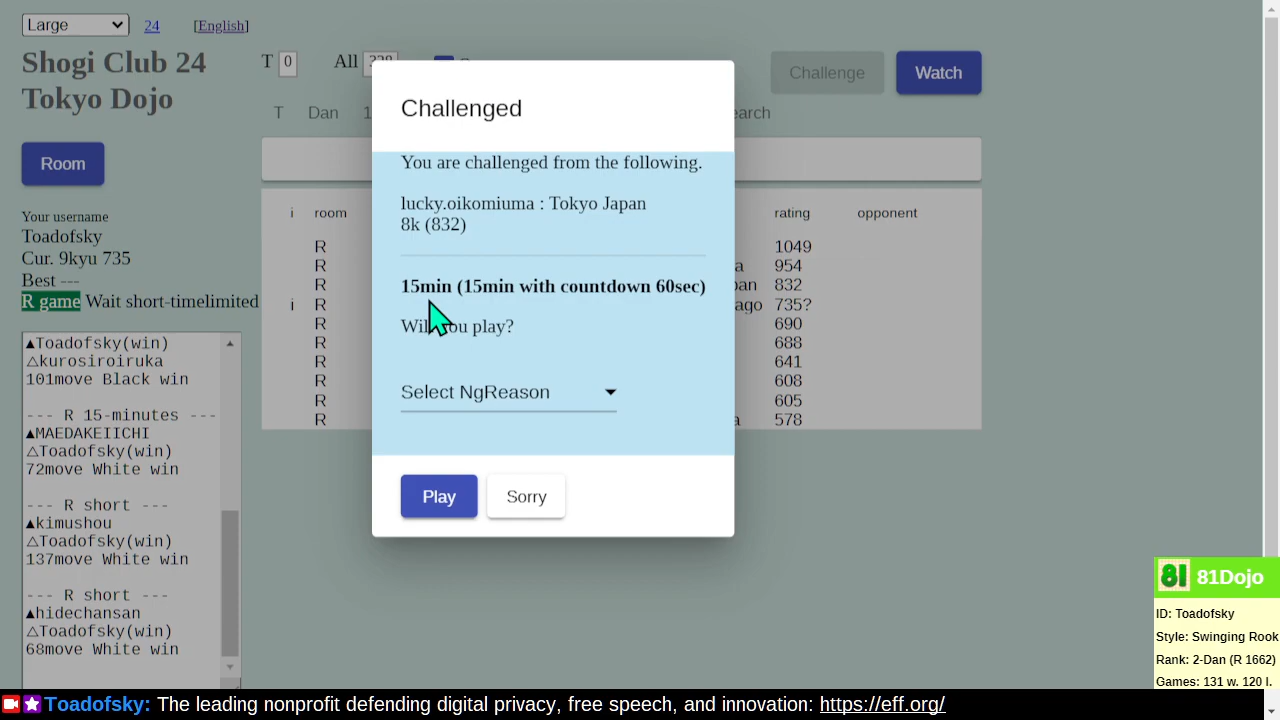 Large
24
[English]
Shogi Club 24
Tokyo Dojo
T 0
All
Challenge
Watch
T Dan
Room
Your username
Toadofsky
Cur. 9kyu 735
Best ---
R game Wait short-timelimited
▲Toadofsky(win)
△kurosiroiruka
101move Black win
--- R 15-minutes ---
▲MAEDAKEIICHI
△Toadofsky(win)
72move White win
--- R short ---
▲kimushou
△Toadofsky(win)
137move White win
--- R short ---
▲hidechansan
△Toadofsky(win)
68move White win
i room rating opponent
R 1049
R 954
R 832
i R 735?
R 690
R 688
R 641
R 608
R 605
R 578
Challenged
You are challenged from the following.
lucky.oikomiuma : Tokyo Japan
8k (832)
15min (15min with countdown 60sec)
Will you play?
Select NgReason
Play
Sorry
81 81Dojo
ID: Toadofsky
Style: Swinging Rook
Rank: 2-Dan (R 1662)
Games: 131 w. 120 l.
Toadofsky: The leading nonprofit defending digital privacy, free speech, and innovation: https://eff.org/